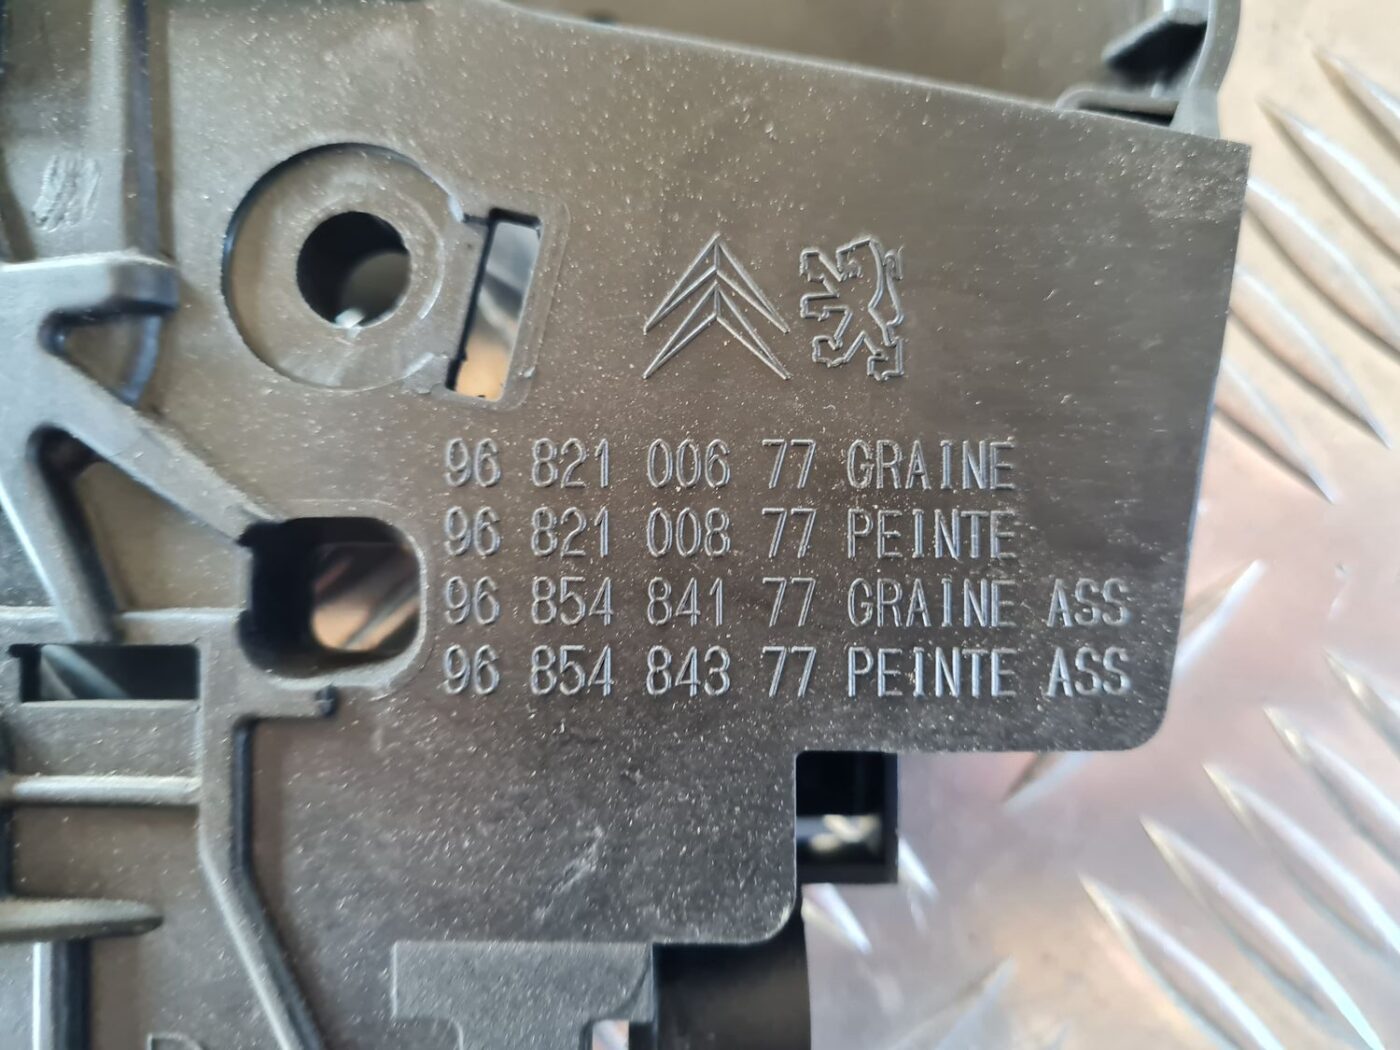 96 821 006 77 GRAINE
96 821 008 77 PEINTE
96 854 841 77 GRAINE ASS
96 854 843 77 PEINTE ASS